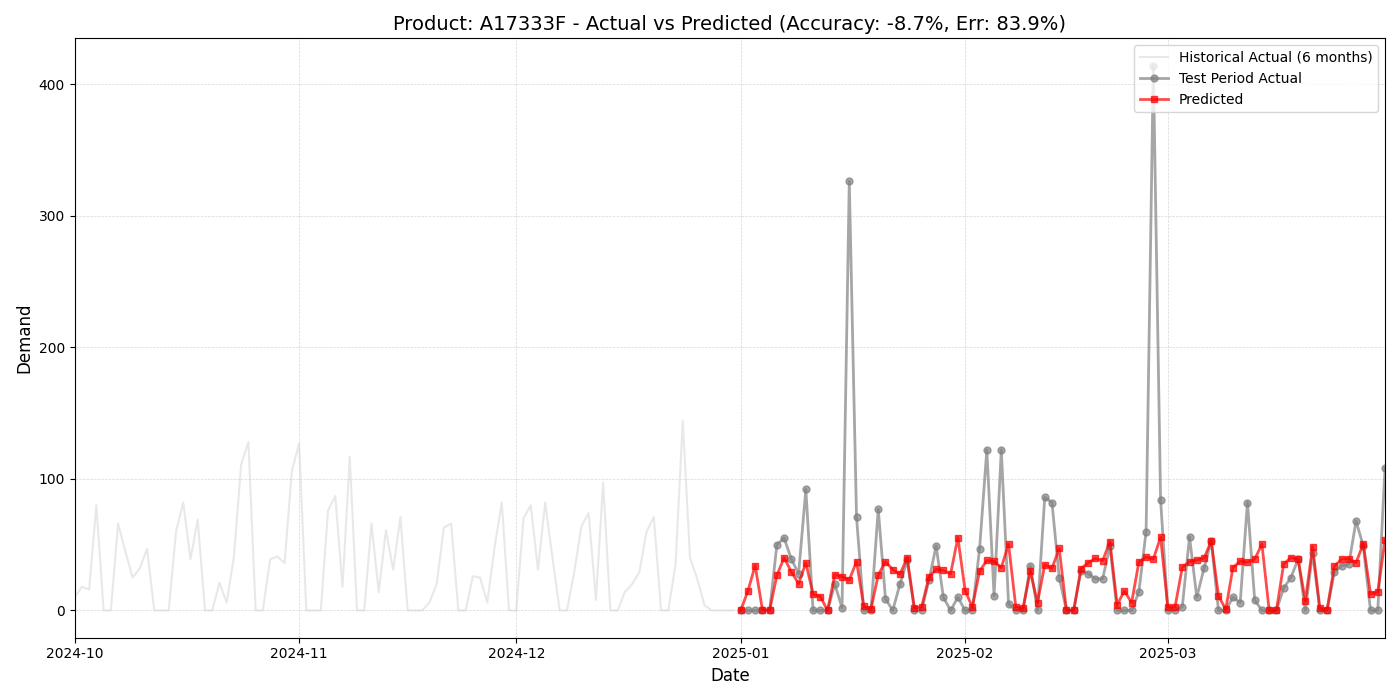 Product: A17333F - Actual vs Predicted (Accuracy: -8.7%, Err: 83.9%)
Historical Actual (6 months)
Test Period Actual
Predicted
400
300
200
100
0
Demand
2024-10
2024-11
2024-12
2025-01
2025-02
2025-03
Date